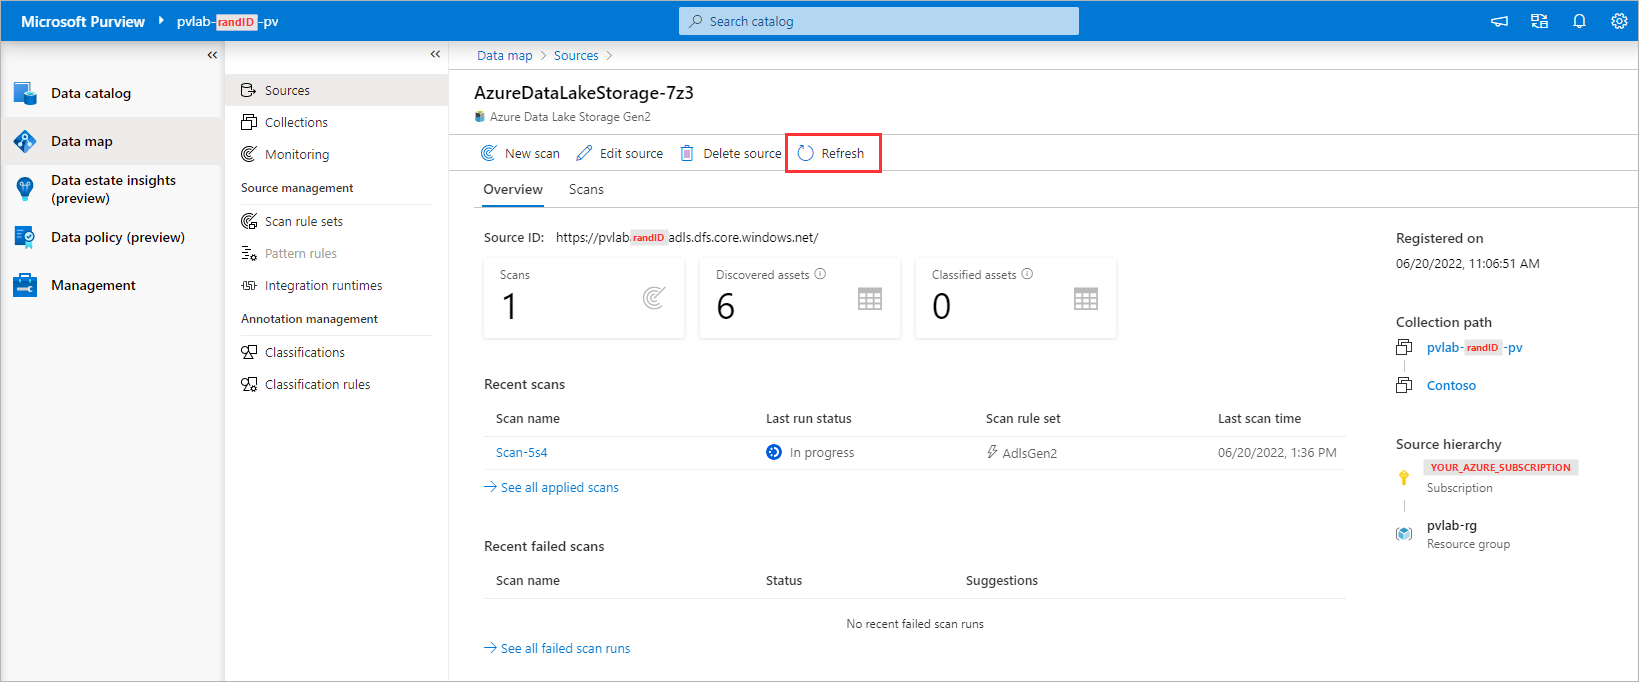 Microsoft Purview pvlab-randID-pv
Search catalog
Data catalog
Data map
Data estate insights
(preview)
Data policy (preview)
Management
Sources
Collections
Monitoring
Source management
Scan rule sets
Pattern rules
Integration runtimes
Annotation management
Classifications
Classification rules
Data map > Sources >
AzureDataLakeStorage-7z3
Azure Data Lake Storage Gen2
New scan Edit source Delete source Refresh
Overview Scans
Source ID: https://pvlabrandIDadls.dfs.core.windows.net/
Scans
1
Discovered assets
6
Classified assets
0
Recent scans
Scan name Last run status Scan rule set Last scan time
Scan-5s4 In progress AdlsGen2 06/20/2022, 1:36 PM
See all applied scans
Recent failed scans
Scan name Status Suggestions
No recent failed scan runs
See all failed scan runs
Registered on
06/20/2022, 11:06:51 AM
Collection path
pvlab-randID-pv
Contoso
Source hierarchy
YOUR_AZURE_SUBSCRIPTION
Subscription
pvlab-rg
Resource group